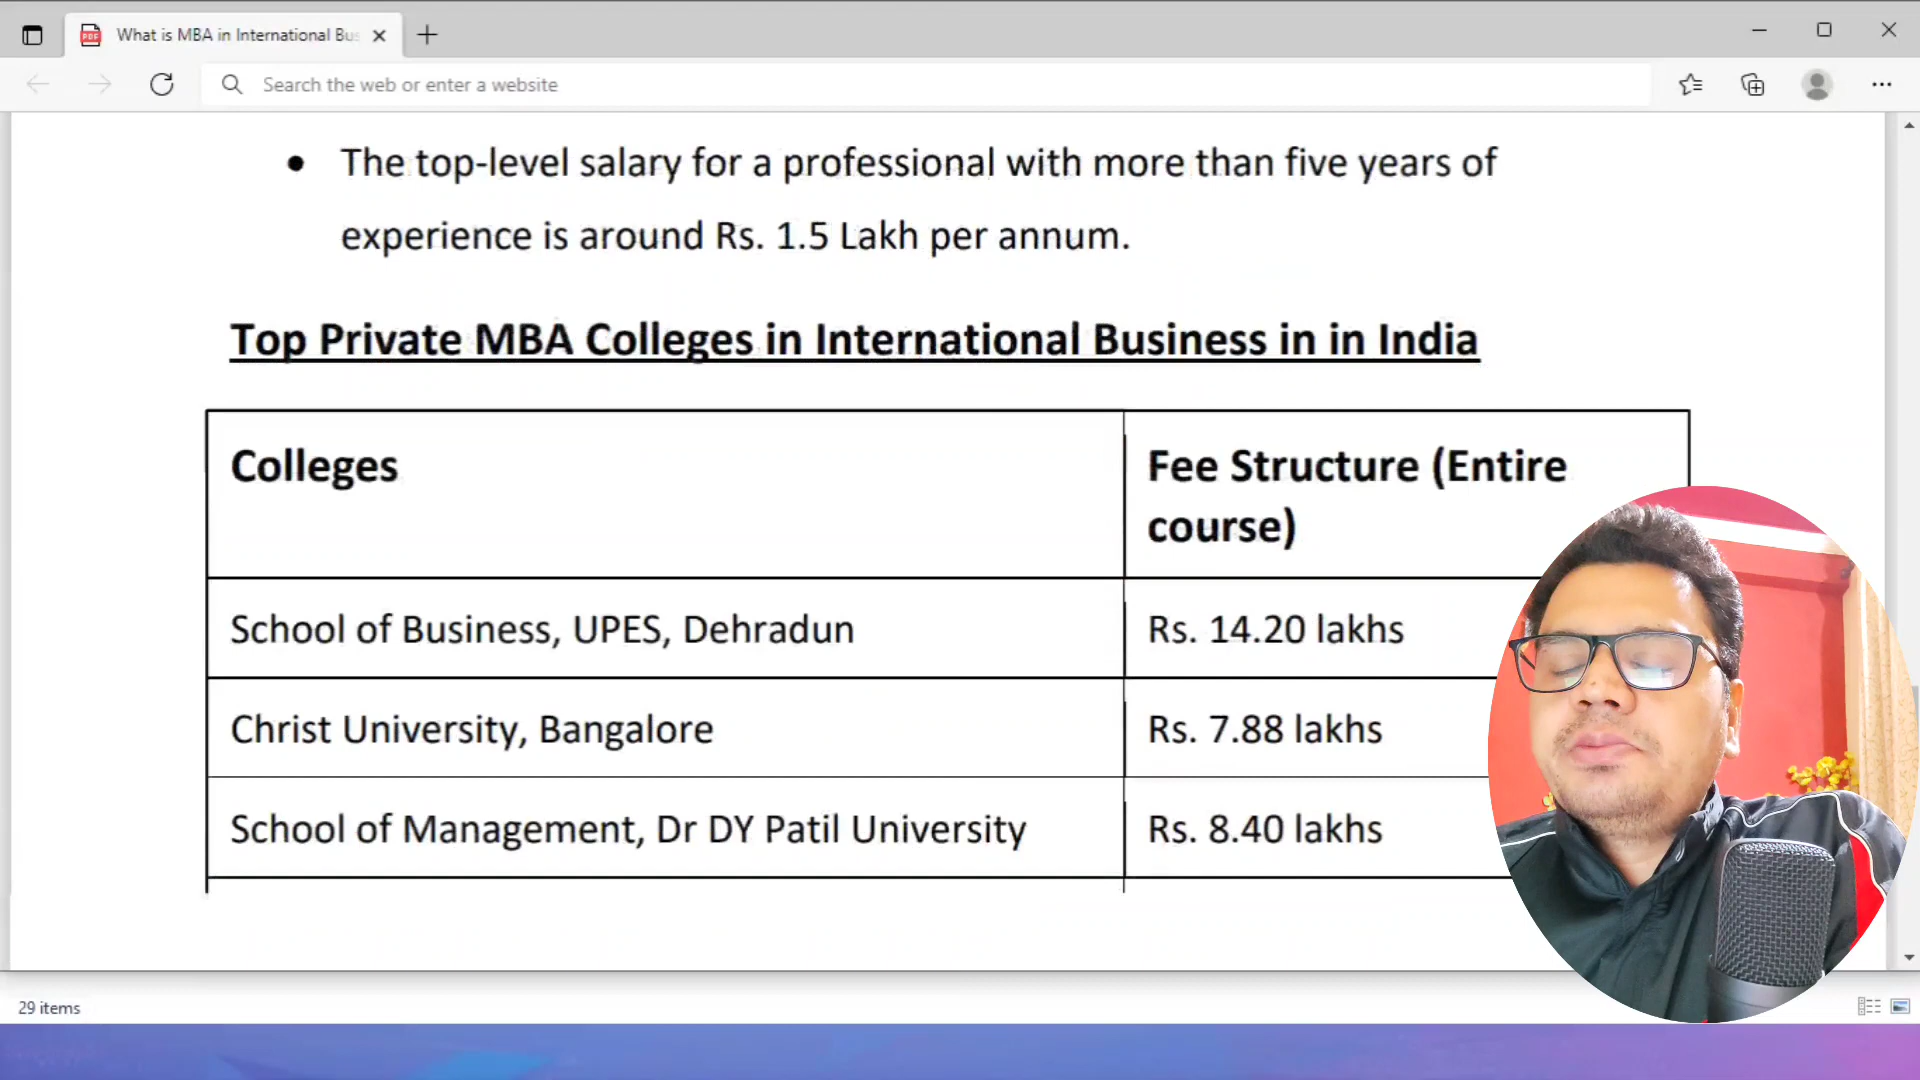 What is MBA in International Bus
Search the web or enter a website
• The top-level salary for a professional with more than five years of
experience is around Rs. 1.5 Lakh per annum.
Top Private MBA Colleges in International Business in in India
Colleges
Fee Structure (Entire
course)
School of Business, UPES, Dehradun
Rs. 14.20 lakhs
Christ University, Bangalore
Rs. 7.88 lakhs
School of Management, Dr DY Patil University
Rs. 8.40 lakhs
29 items